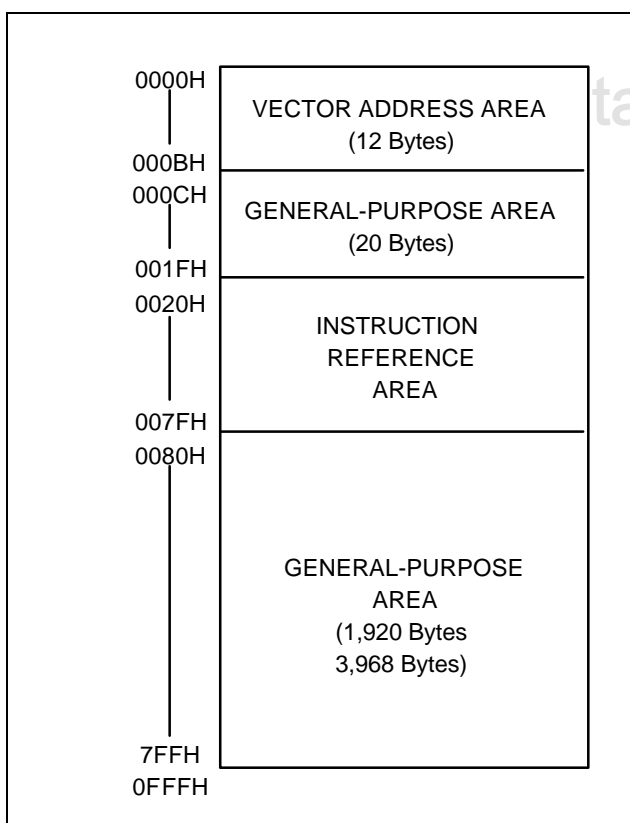 0000H
VECTOR ADDRESS AREA
(12 Bytes)
000BH
000CH
GENERAL-PURPOSE AREA
(20 Bytes)
001FH
0020H
INSTRUCTION
REFERENCE
AREA
007FH
0080H
GENERAL-PURPOSE
AREA
(1,920 Bytes
3,968 Bytes)
7FFH
0FFFH